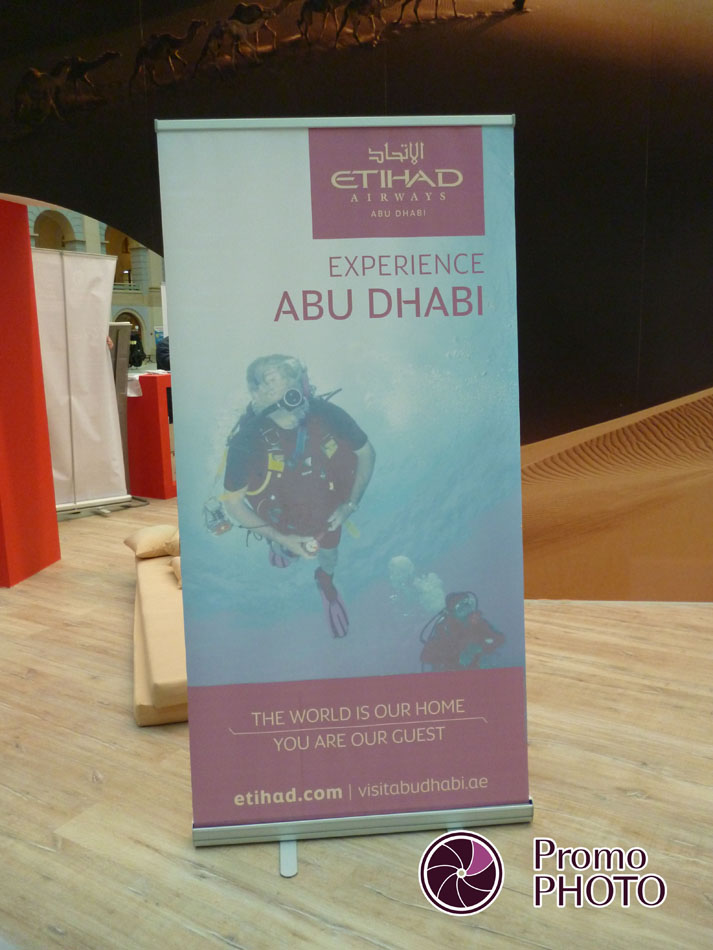 الاتحاد
ETIHAD
AIRWAYS
ABU DHABI
EXPERIENCE
ABU DHABI
THE WORLD IS OUR HOME
YOU ARE OUR GUEST
etihad.com | visitabudhabi.ae
Promo
PHOTO